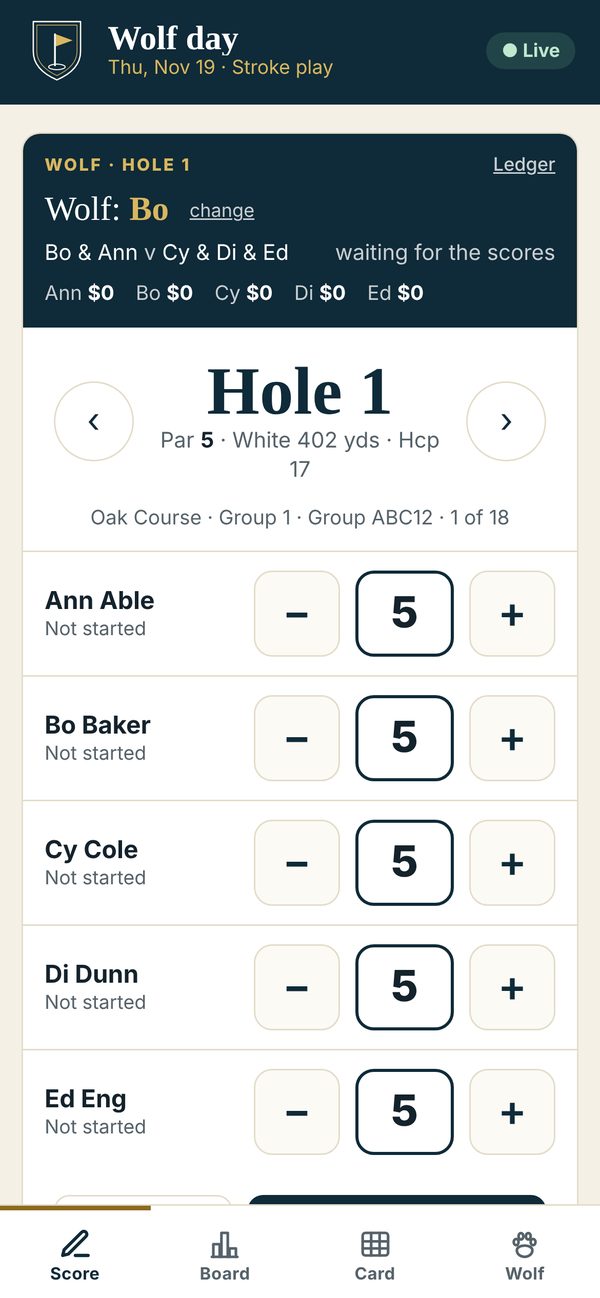 Wolf day
Thu, Nov 19 · Stroke play
Live
WOLF · HOLE 1
Ledger
Wolf: Bo change
Bo & Ann v Cy & Di & Ed waiting for the scores
Ann $0 Bo $0 Cy $0 Di $0 Ed $0
‹
Hole 1
›
Par 5 · White 402 yds · Hcp
17
Oak Course · Group 1 · Group ABC12 · 1 of 18
Ann Able
Not started
− 5 +
Bo Baker
Not started
− 5 +
Cy Cole
Not started
− 5 +
Di Dunn
Not started
− 5 +
Ed Eng
Not started
− 5 +
Score Board Card Wolf